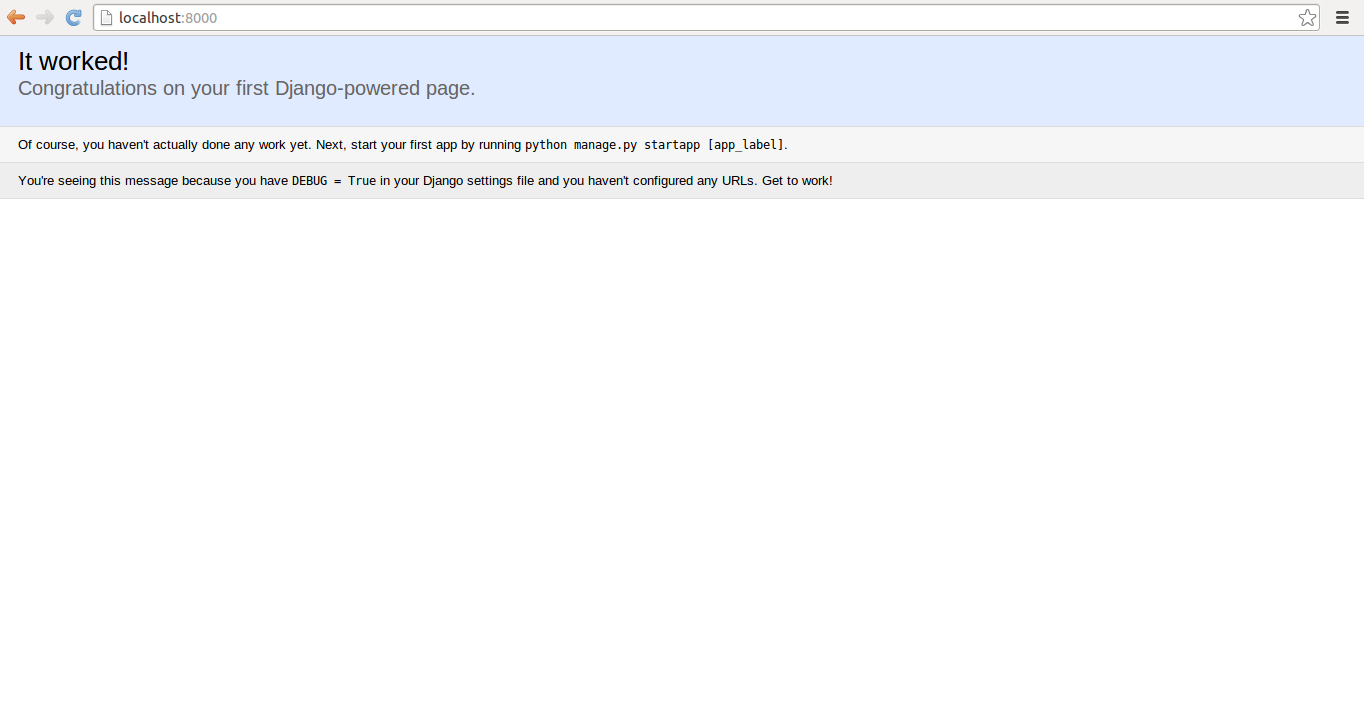 localhost:8000
It worked!
Congratulations on your first Django-powered page.
Of course, you haven't actually done any work yet. Next, start your first app by running python manage.py startapp [app_label].
You're seeing this message because you have DEBUG = True in your Django settings file and you haven't configured any URLs. Get to work!